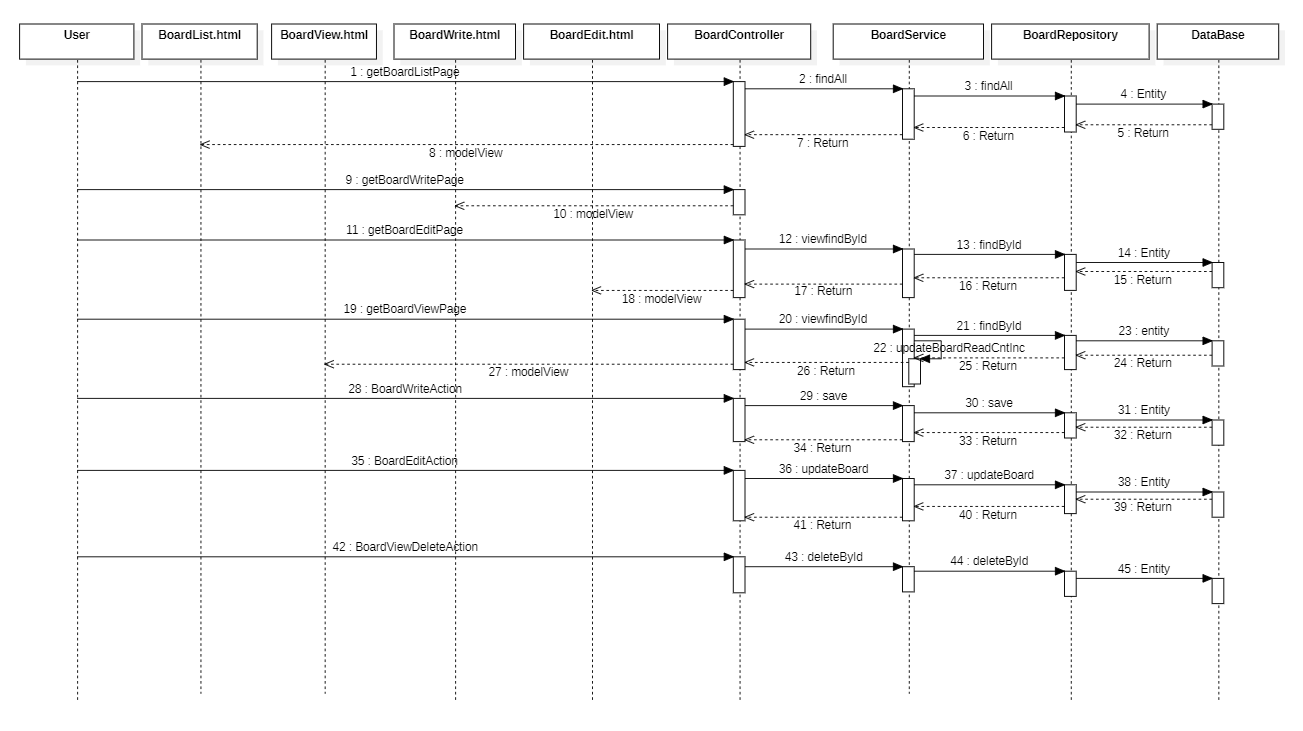 User
BoardList.html
BoardView.html
BoardWrite.html
BoardEdit.html
BoardController
BoardService
BoardRepository
DataBase
1 : getBoardListPage
2 : findAll
3 : findAll
4 : Entity
5 : Return
6 : Return
7 : Return
8 : modelView
9 : getBoardWritePage
10 : modelView
11 : getBoardEditPage
12 : viewfindById
13 : findById
14 : Entity
15 : Return
16 : Return
17 : Return
18 : modelView
19 : getBoardViewPage
20 : viewfindById
21 : findById
22 : updateBoardReadCntInc
23 : entity
24 : Return
25 : Return
26 : Return
27 : modelView
28 : BoardWriteAction
29 : save
30 : save
31 : Entity
32 : Return
33 : Return
34 : Return
35 : BoardEditAction
36 : updateBoard
37 : updateBoard
38 : Entity
39 : Return
40 : Return
41 : Return
42 : BoardViewDeleteAction
43 : deleteById
44 : deleteById
45 : Entity